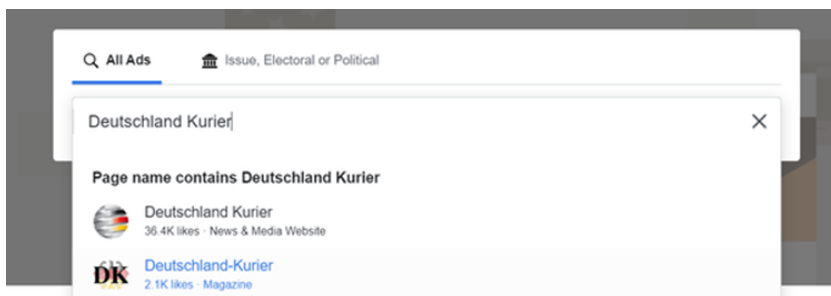 All Ads Issue, Electoral or Political
Deutschland Kurier
Page name contains Deutschland Kurier
Deutschland Kurier
36.4K likes · News & Media Website
DK
Deutschland-Kurier
2.1K likes · Magazine